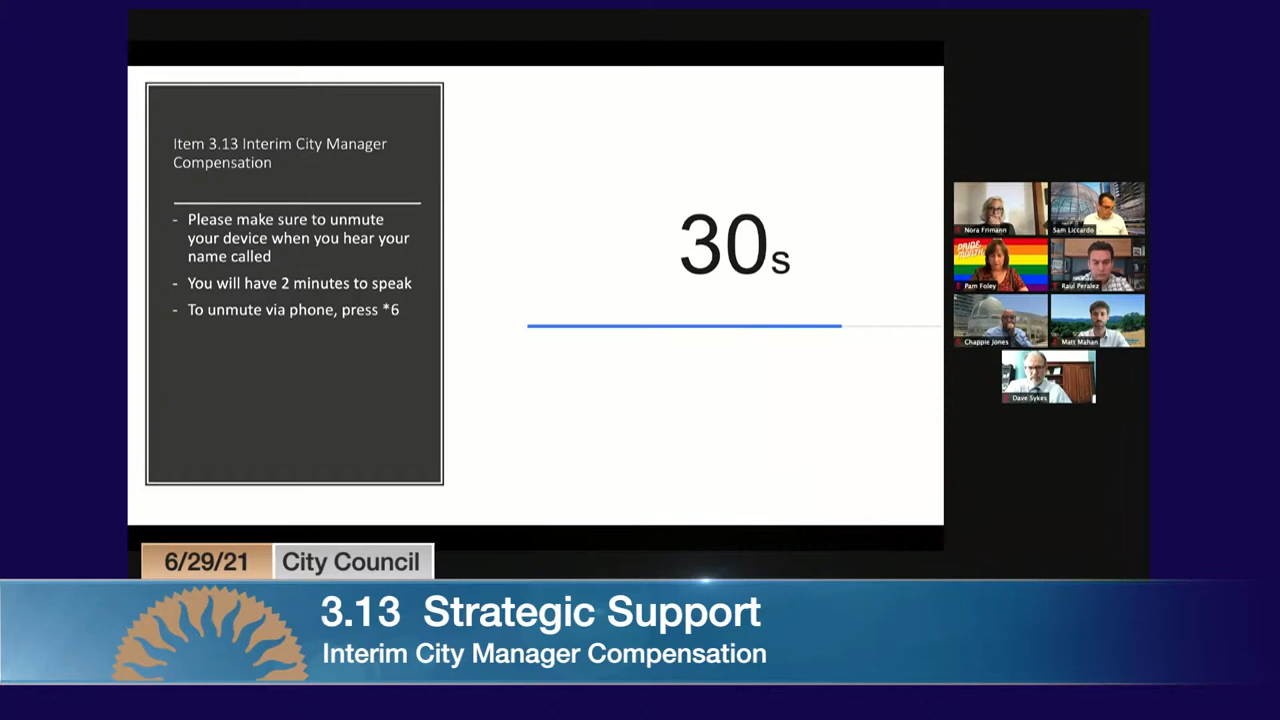 Item 3.13 Interim City Manager
Compensation
- Please make sure to unmute
your device when you hear your
name called
- You will have 2 minutes to speak
- To unmute via phone, press *6
30s
Nora Frimann
Sam Liccardo
PRIDE
MONTH
Pam Foley
Raul Peralez
Chappie Jones
Matt Mahan
Dave Sykes
6/29/21
City Council
3.13 Strategic Support
Interim City Manager Compensation